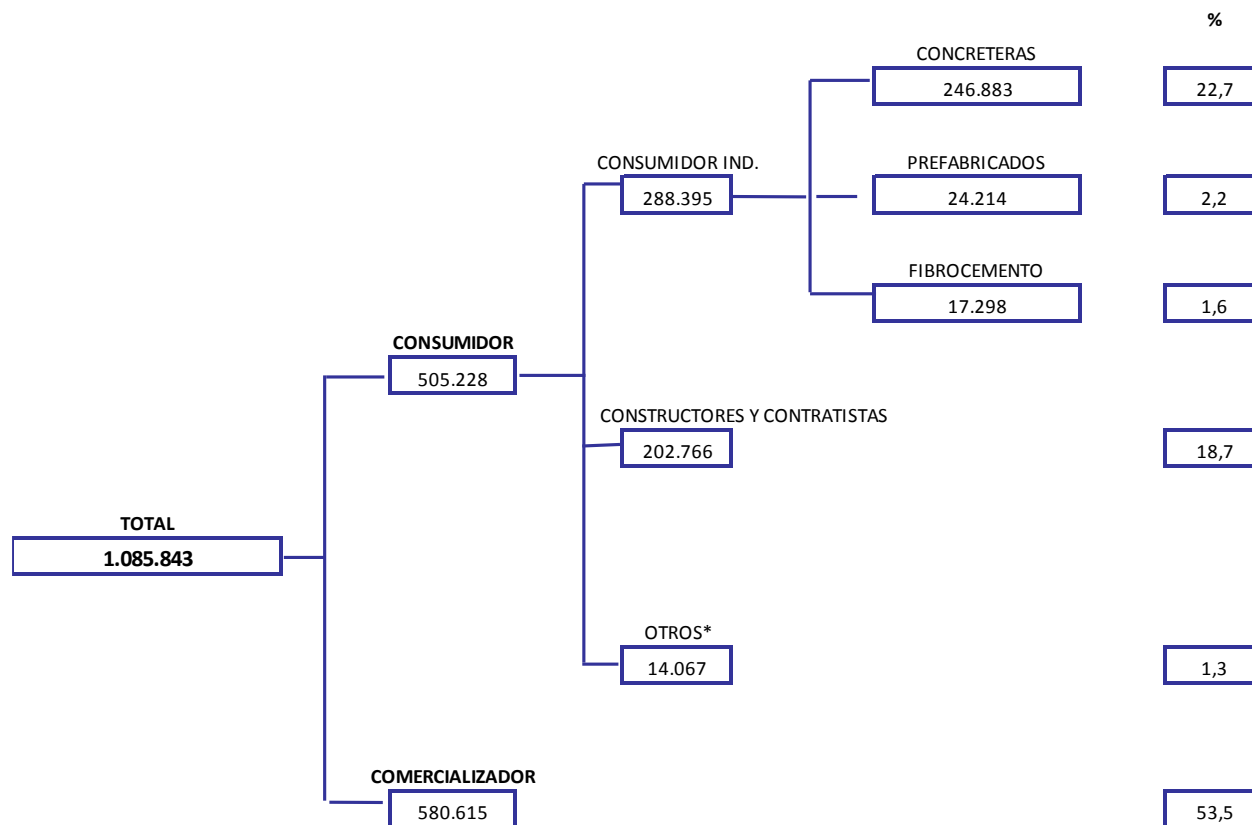 %
CONCRETERAS
246.883
22,7
CONSUMIDOR IND.
PREFABRICADOS
288.395
24.214
2,2
FIBROCEMENTO
17.298
1,6
CONSUMIDOR
505.228
CONSTRUCTORES Y CONTRATISTAS
202.766
18,7
TOTAL
1.085.843
OTROS*
14.067
1,3
COMERCIALIZADOR
580.615
53,5